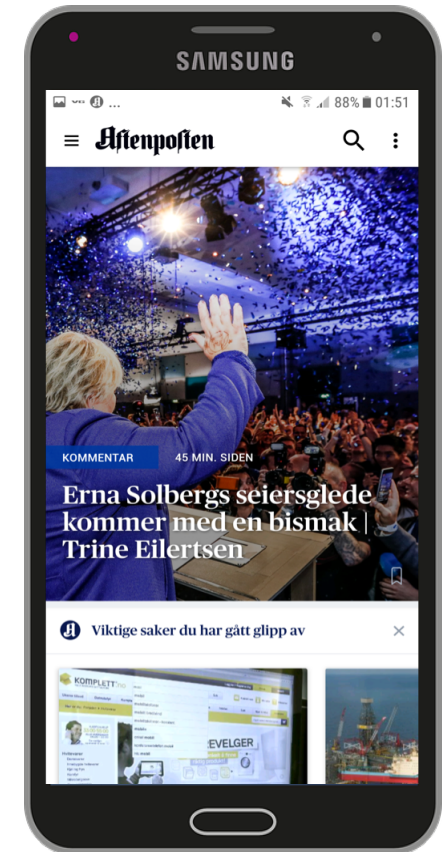 SAMSUNG
... 88% 01:51
Aftenposten
KOMMENTAR 45 MIN. SIDEN
Erna Solbergs seiersglede
kommer med en bismak |
Trine Eilertsen
Viktige saker du har gått glipp av
KOMPLETT
EVELGER